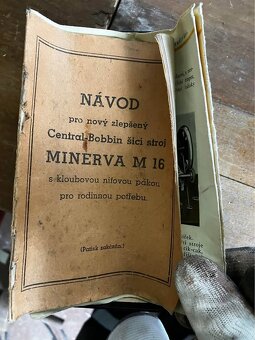 NÁVOD
pro nový zlepšený
Central-Bobbin šicí stroj
MINERVA M 16
s kloubovou niťovou pákou
pro rodinnou potřebu.
(Patisk zakázán.)